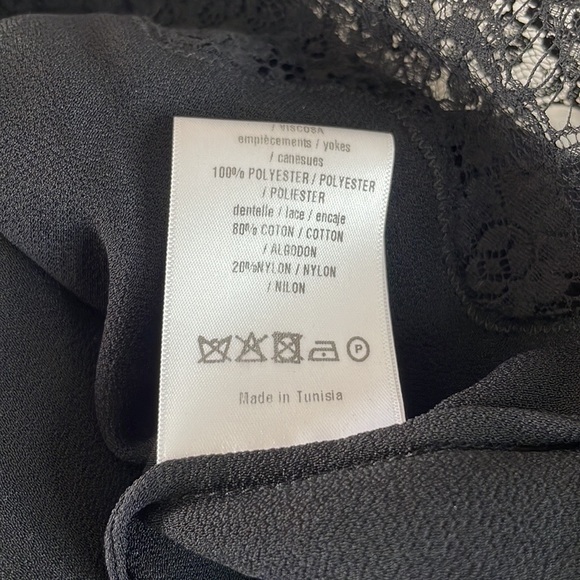 / VISCOSA
empiècements / yokes
/ canesues
100% POLYESTER / POLYESTER
/ POLIESTER
dentelle / lace / encaje
80% COTON / COTTON
/ ALGODON
20%NYLON / NYLON
/ NILON
P
Made in Tunisia